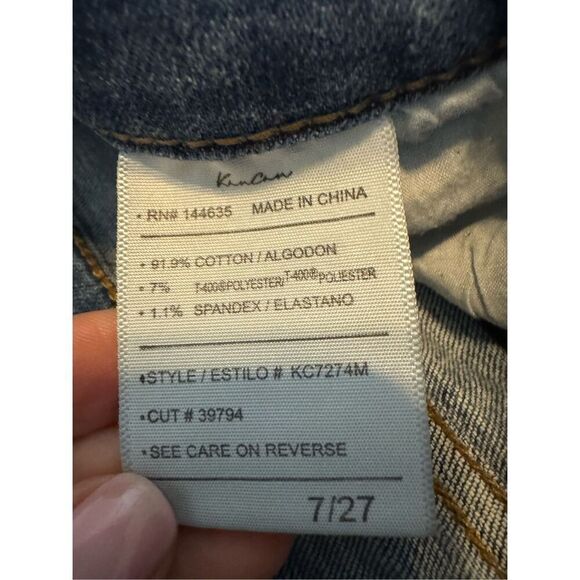 KanCan
• RN# 144635 MADE IN CHINA
• 91.9% COTTON / ALGODON
• 7% T-400®POLYESTER/T-400®POLIESTER
• 1.1% SPANDEX / ELASTANO
•STYLE / ESTILO # KC7274M
•CUT # 39794
•SEE CARE ON REVERSE
7/27